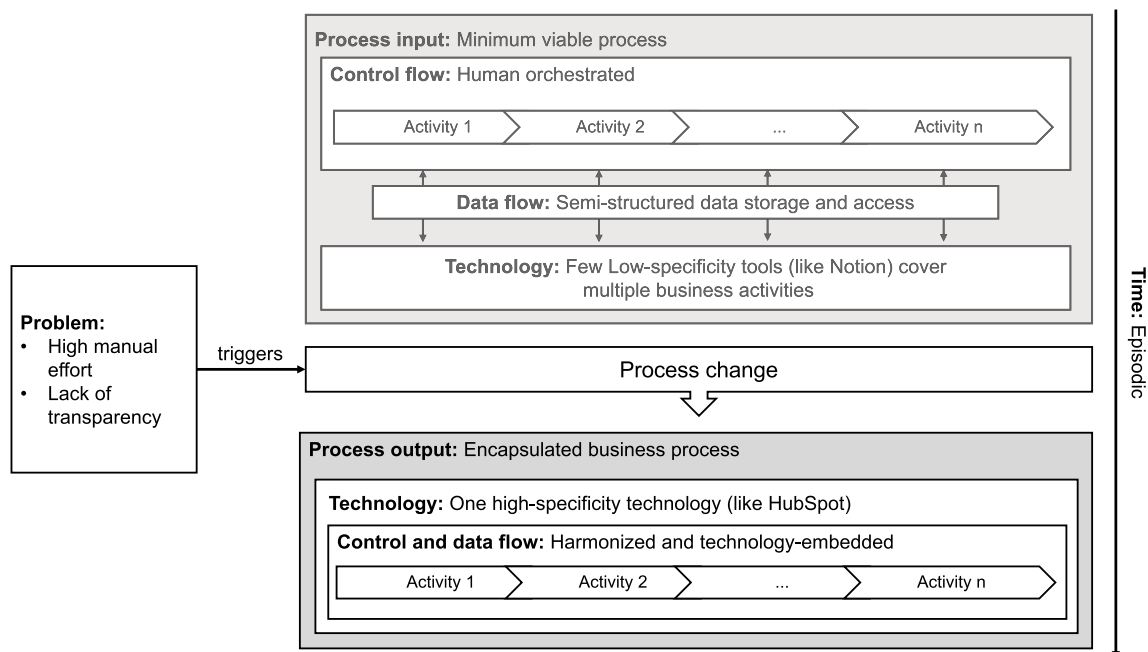 Process input: Minimum viable process
Control flow: Human orchestrated
Activity 1
Activity 2
...
Activity n
Data flow: Semi-structured data storage and access
Technology: Few Low-specificity tools (like Notion) cover
multiple business activities
Problem:
• High manual
effort
• Lack of
transparency
triggers
Process change
Process output: Encapsulated business process
Technology: One high-specificity technology (like HubSpot)
Control and data flow: Harmonized and technology-embedded
Activity 1
Activity 2
...
Activity n
Time: Episodic